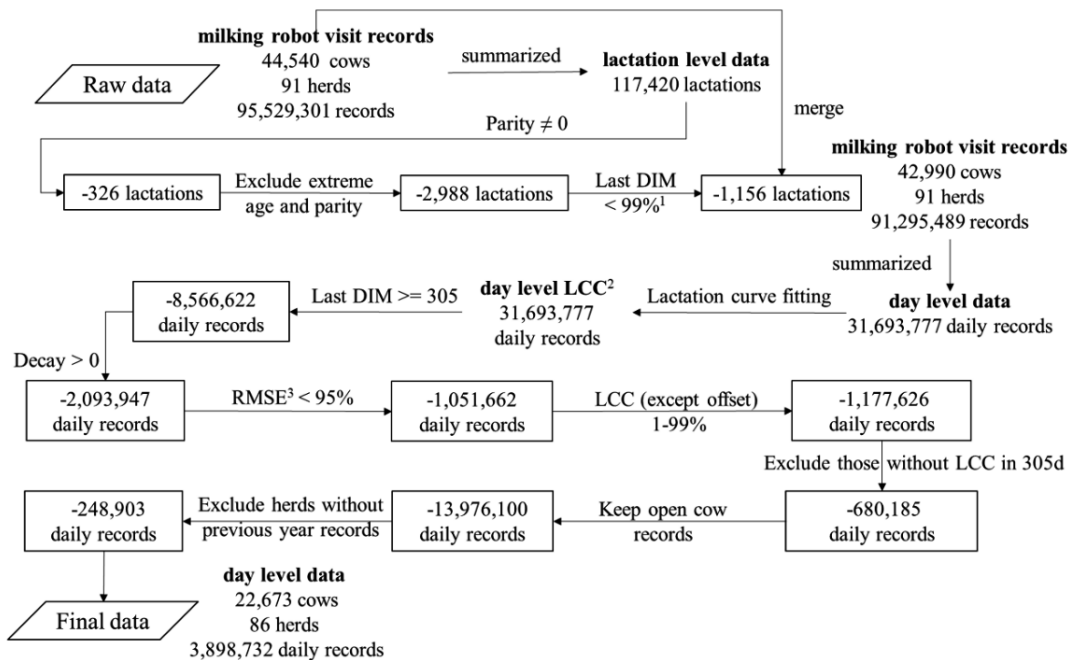 milking robot visit records
44,540 cows
91 herds
95,529,301 records
Raw data
summarized
lactation level data
117,420 lactations
Parity ≠ 0
merge
milking robot visit records
42,990 cows
91 herds
91,295,489 records
-326 lactations
Exclude extreme
age and parity
-2,988 lactations
Last DIM
< 99%¹
-1,156 lactations
summarized
day level data
31,693,777 daily records
Lactation curve fitting
day level LCC²
31,693,777
daily records
Last DIM >= 305
-8,566,622
daily records
Decay > 0
-2,093,947
daily records
RMSE³ < 95%
-1,051,662
daily records
LCC (except offset)
1-99%
-1,177,626
daily records
Exclude those without LCC in 305d
-680,185
daily records
Keep open cow
records
-13,976,100
daily records
Exclude herds without
previous year records
-248,903
daily records
Final data
day level data
22,673 cows
86 herds
3,898,732 daily records